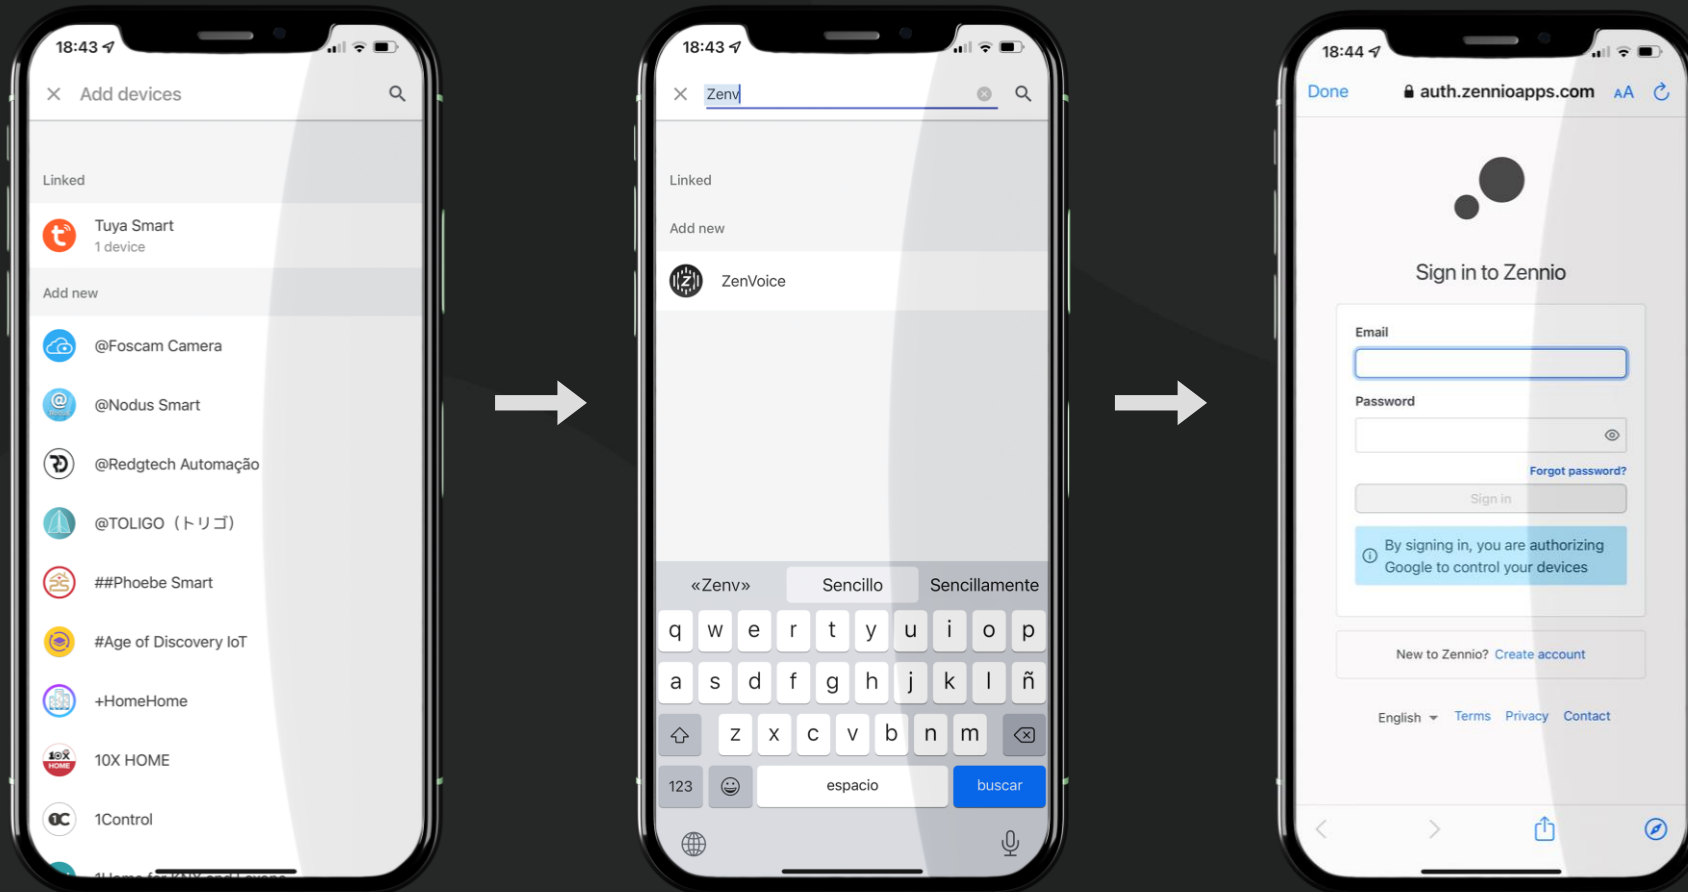 18:43
Add devices
Linked
Tuya Smart
1 device
Add new
@Foscam Camera
@Nodus Smart
@Redgtech Automação
@TOLIGO（トリゴ）
##Phoebe Smart
#Age of Discovery IoT
+HomeHome
10X HOME
10X HOME
1C
1Control
18:43
Zenv
Linked
Add new
Z
ZenVoice
«Zenv» Sencillo Sencillamente
q w e r t y u i o p
a s d f g h j k l ñ
z x c v b n m
123 espacio buscar
18:44
Done auth.zennioapps.com AA
Sign in to Zennio
Email
Password
Forgot password?
Sign in
By signing in, you are authorizing
Google to control your devices
New to Zennio? Create account
English Terms Privacy Contact